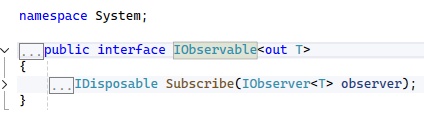 namespace System;
...public interface IObservable<out T>
{
...IDisposable Subscribe(IObserver<T> observer);
}